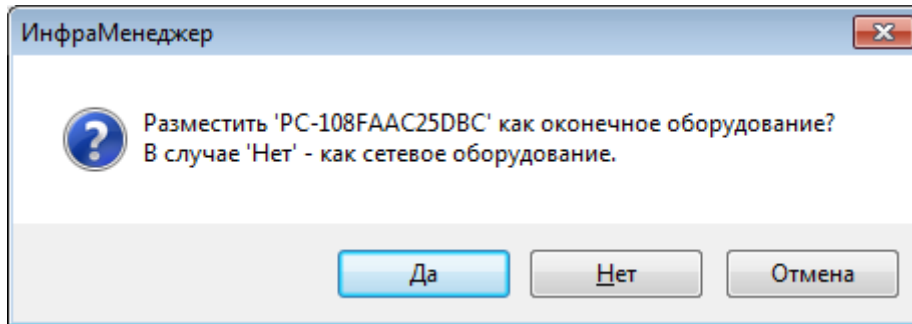 ИнфраМенеджер
Разместить 'PC-108FAAC25DBC' как оконечное оборудование?
В случае 'Нет' - как сетевое оборудование.
Да
Нет
Отмена